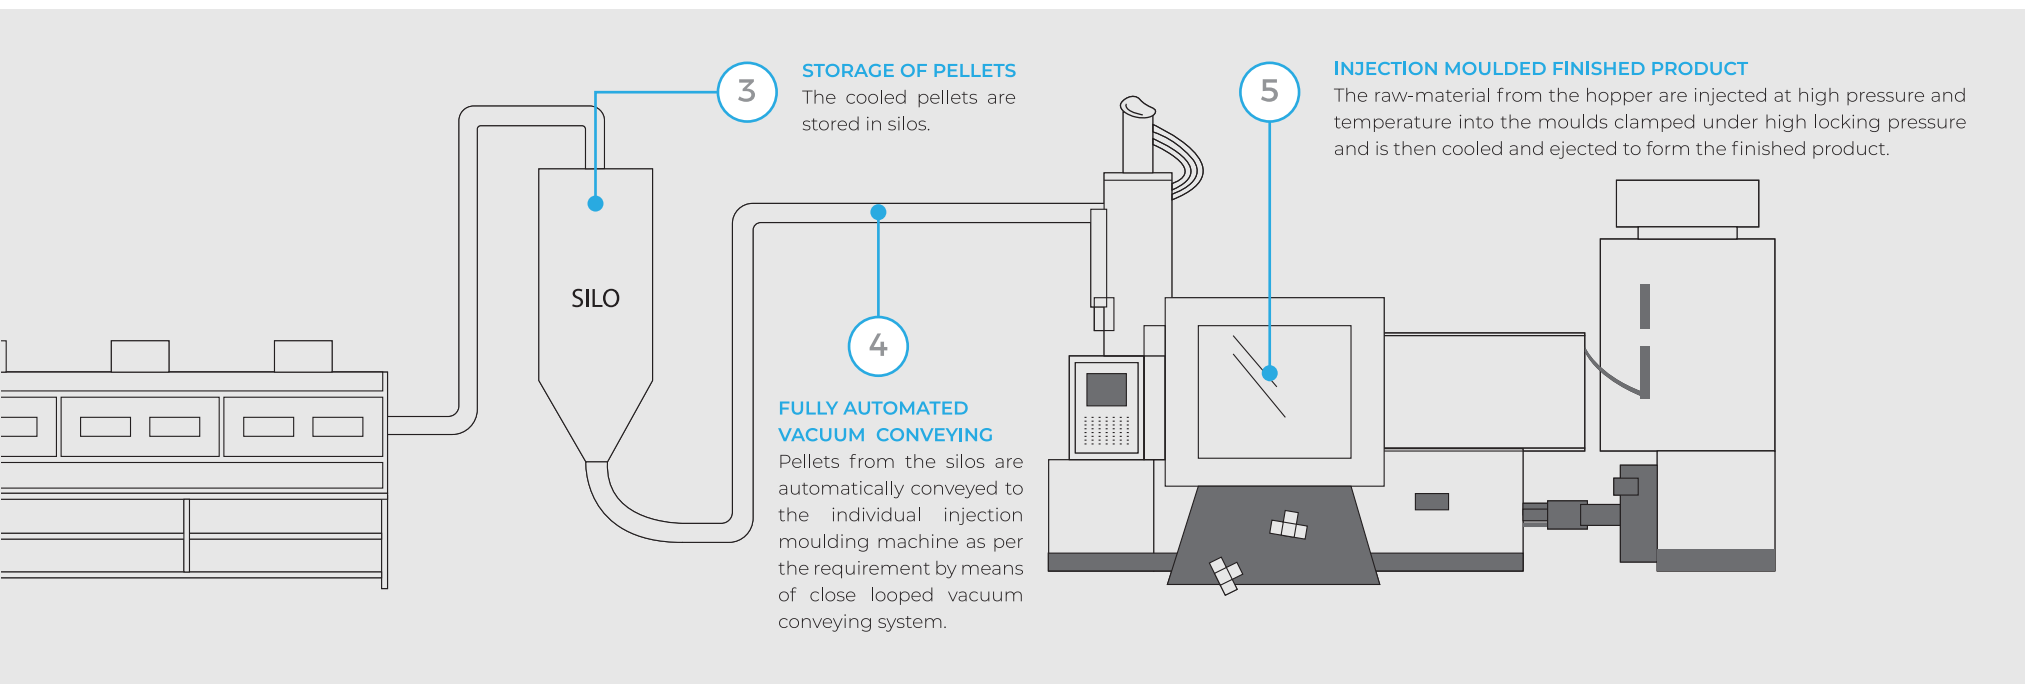 3
STORAGE OF PELLETS
The cooled pellets are
stored in silos.
5
INJECTION MOULDED FINISHED PRODUCT
The raw-material from the hopper are injected at high pressure and
temperature into the moulds clamped under high locking pressure
and is then cooled and ejected to form the finished product.
SILO
4
FULLY AUTOMATED
VACUUM CONVEYING
Pellets from the silos are
automatically conveyed to
the individual injection
moulding machine as per
the requirement by means
of close looped vacuum
conveying system.